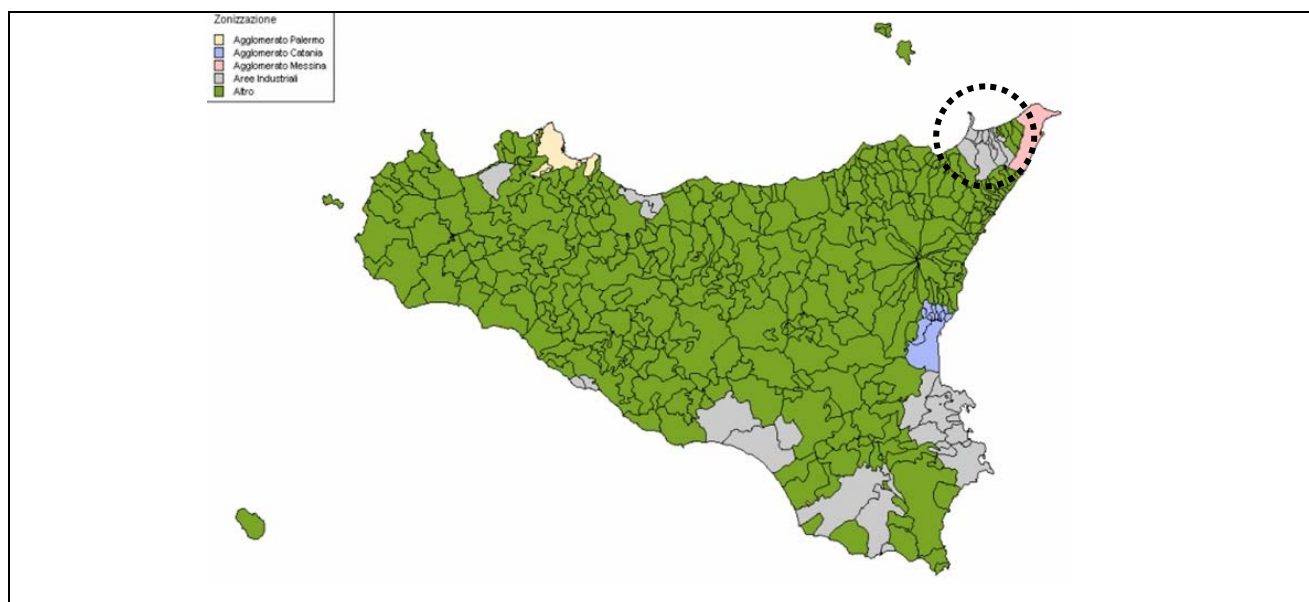 Zonizzazione
Agglomerato Palermo
Agglomerato Catania
Agglomerato Messina
Aree Industriali
Altro